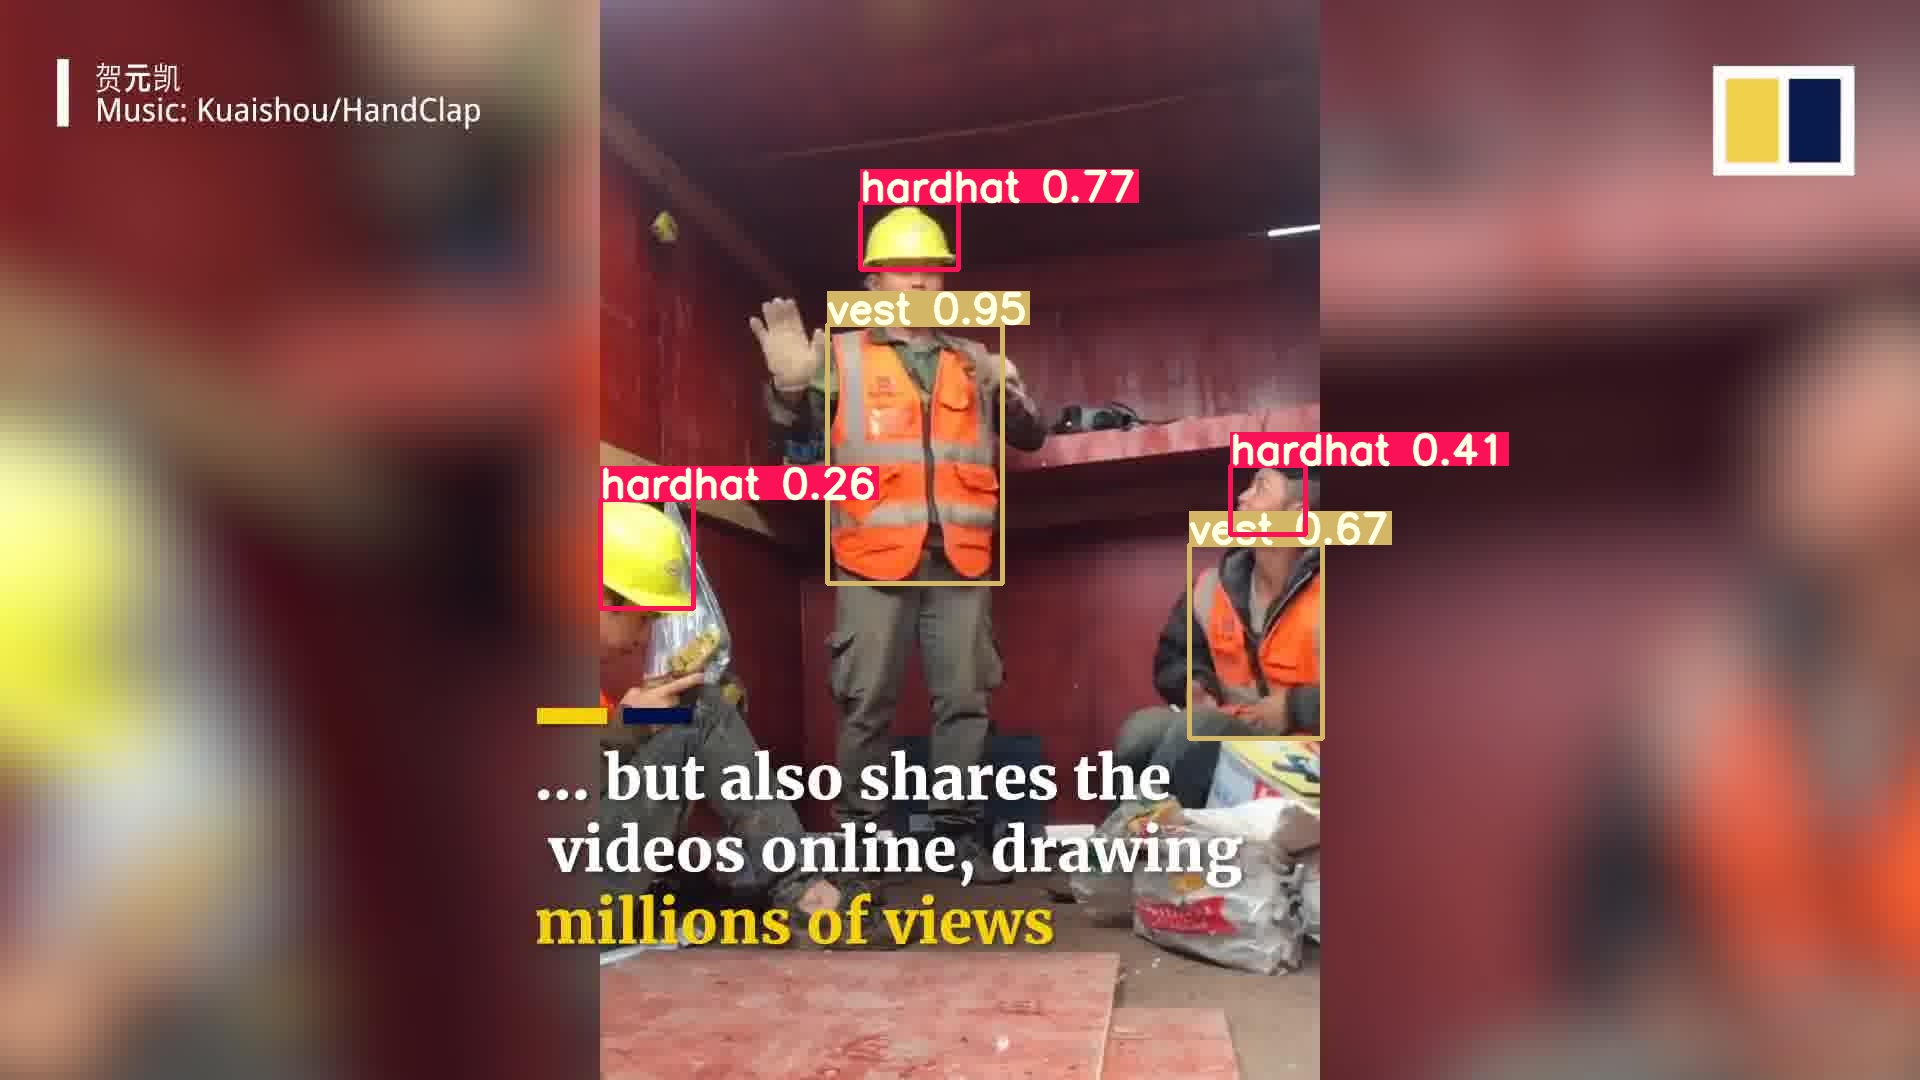 贺元凯
Music: Kuaishou/HandClap
hardhat 0.77
vest 0.95
hardhat 0.41
hardhat 0.26
vest 0.67
... but also shares the
videos online, drawing
millions of views